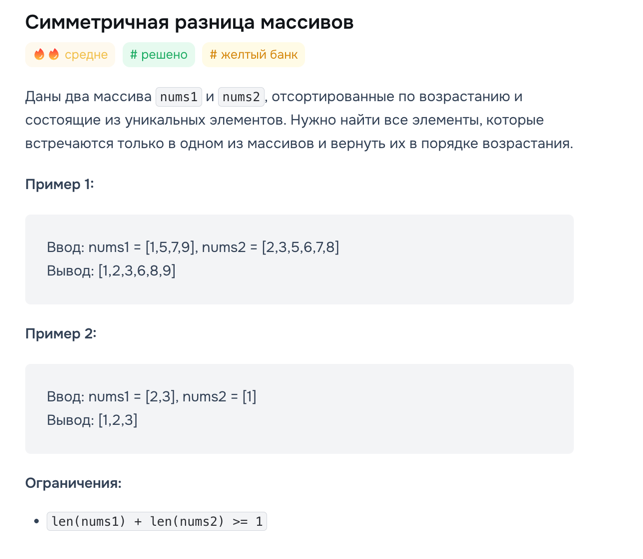 Симметричная разница массивов
🔥🔥 средне # решено # желтый банк
Даны два массива nums1 и nums2, отсортированные по возрастанию и
состоящие из уникальных элементов. Нужно найти все элементы, которые
встречаются только в одном из массивов и вернуть их в порядке возрастания.
Пример 1:
Ввод: nums1 = [1,5,7,9], nums2 = [2,3,5,6,7,8]
Вывод: [1,2,3,6,8,9]
Пример 2:
Ввод: nums1 = [2,3], nums2 = [1]
Вывод: [1,2,3]
Ограничения:
• len(nums1) + len(nums2) >= 1